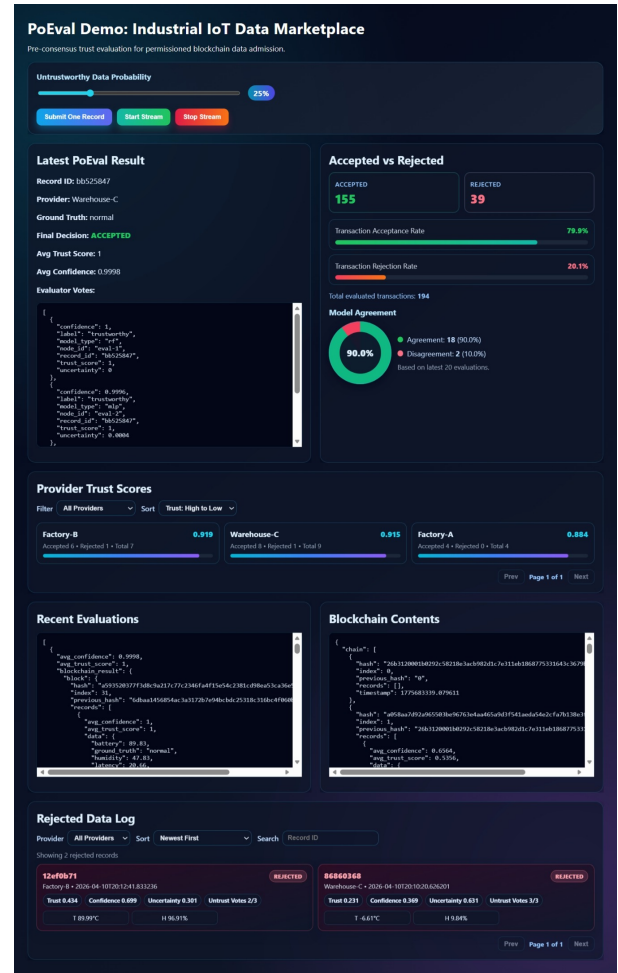 PoEval Demo: Industrial IoT Data Marketplace
Pre-consensus trust evaluation for permissioned blockchain data admission.
Untrustworthy Data Probability
25%
Submit One Record Start Stream Stop Stream
Latest PoEval Result
Record ID: bb525847
Provider: Warehouse-C
Ground Truth: normal
Final Decision: ACCEPTED
Avg Trust Score: 1
Avg Confidence: 0.9998
Evaluator Votes:
[
{
"confidence": 1,
"label": "trustworthy",
"model_type": "rf",
"node_id": "eval-1",
"record_id": "bb525847",
"trust_score": 1,
"uncertainty": 0
},
{
"confidence": 0.9996,
"label": "trustworthy",
"model_type": "mlp",
"node_id": "eval-2",
"record_id": "bb525847",
"trust_score": 1,
"uncertainty": 0.0004
},
Accepted vs Rejected
ACCEPTED REJECTED
155 39
Transaction Acceptance Rate 79.9%
Transaction Rejection Rate 20.1%
Total evaluated transactions: 194
Model Agreement
90.0%
Agreement: 18 (90.0%)
Disagreement: 2 (10.0%)
Based on latest 20 evaluations.
Provider Trust Scores
Filter All Providers Sort Trust: High to Low
Factory-B 0.919
Accepted 6 • Rejected 1 • Total 7
Warehouse-C 0.915
Accepted 8 • Rejected 1 • Total 9
Factory-A 0.884
Accepted 4 • Rejected 0 • Total 4
Prev Page 1 of 1 Next
Recent Evaluations
[
{
"avg_confidence": 0.9998,
"avg_trust_score": 1,
"blockchain_result": {
"block": {
"hash":
"index": 31,
"previous_hash":
"records": [
{
"avg_confidence": 1,
"avg_trust_score": 1,
"data": {
"battery": 89.83,
"ground_truth": "normal",
"humidity": 47.83,
"latency": 20.66,
Blockchain Contents
{
"chain": [
{
"hash":
"index": 0,
"previous_hash": "0",
"records": [],
"timestamp": 1775683339.079611
},
{
"hash":
"index": 1,
"previous_hash":
"records": [
{
"avg_confidence": 0.6564,
"avg_trust_score": 0.5356,
"data": {
Rejected Data Log
Provider All Providers Sort Newest First Search Record ID
Showing 2 rejected records
12ef0b71 REJECTED
Factory-B • 2026-04-10T20:12:41.833236
Trust 0.434 Confidence 0.699 Uncertainty 0.301 Untrust Votes 2/3
T 89.99°C H 96.91%
86860368 REJECTED
Warehouse-C • 2026-04-10T20:10:20.626201
Trust 0.231 Confidence 0.369 Uncertainty 0.631 Untrust Votes 3/3
T -6.61°C H 9.84%
Prev Page 1 of 1 Next